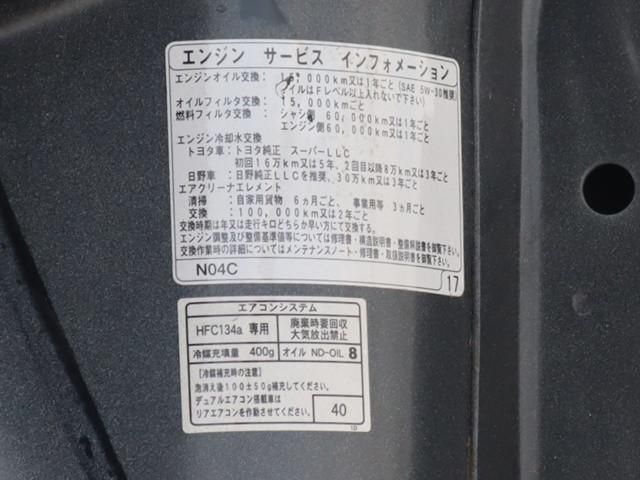 エンジン サービス インフォメーション
エンジンオイル交換： 15,000km又は1年ごと（SAE 5W-30推奨）
オイルはFレベル以上入れないで下さい）
オイルフィルタ交換： 15,000kmごと
燃料フィルタ交換： シャシ側 60,000km又は1年ごと
エンジン側60,000km又は1年ごと
エンジン冷却水交換
トヨタ車：トヨタ純正 スーパーLLC
初回16万km又は5年、2回目以降8万km又は3年ごと
日野車：日野純正LLCを推奨、30万km又は3年ごと
エアクリーナエレメント
清掃：自家用貨物 6ヵ月ごと、 事業用等 3ヵ月ごと
交換：100,000km又は2年ごと
交換時期は年又は走行キロどちらか早い方にて交換する
エンジン調整及び整備基準値等については修理書・構造説明書・整備解説書を御覧下さい
交換作業時の詳細についてはメンテナンスノート・修理書・取扱説明書を御覧下さい
N04C
17
エアコンシステム
HFC134a 専用 廃棄時要回収
大気放出禁止
冷媒充填量 400g オイル ND-OIL 8
［冷媒補充時の注意］
泡消え後100±50g補充してください。
デュアルエアコン搭載車は
リアエアコンを作動させてください。
40
1D